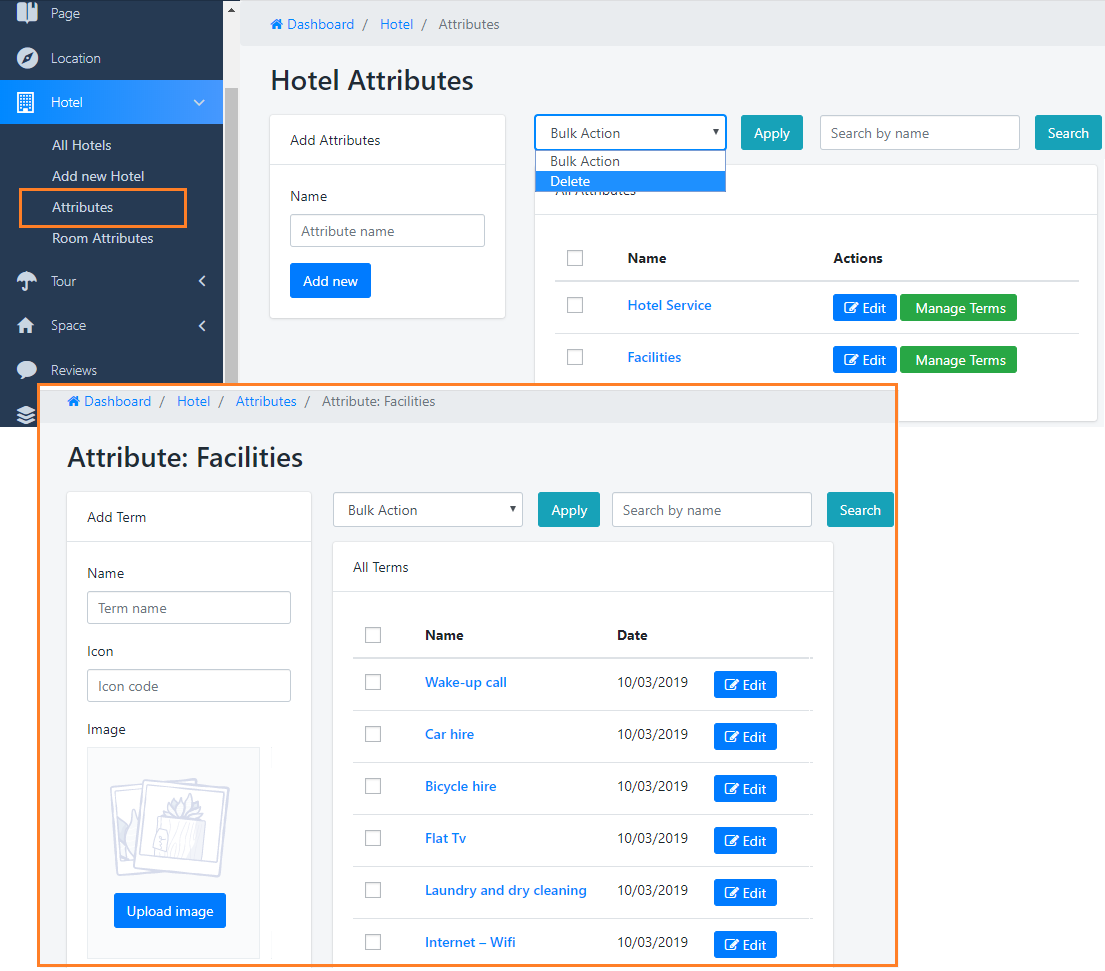 Page
Location
Hotel
All Hotels
Add new Hotel
Attributes
Room Attributes
Tour
Space
Reviews
Dashboard / Hotel / Attributes
Hotel Attributes
Add Attributes
Name
Attribute name
Add new
Bulk Action Apply Search by name Search
Bulk Action
Delete
All Attributes
Name Actions
Hotel Service Edit Manage Terms
Facilities Edit Manage Terms
Dashboard / Hotel / Attributes / Attribute: Facilities
Attribute: Facilities
Add Term
Name
Term name
Icon
Icon code
Image
Upload image
Bulk Action Apply Search by name Search
All Terms
Name Date
Wake-up call 10/03/2019 Edit
Car hire 10/03/2019 Edit
Bicycle hire 10/03/2019 Edit
Flat Tv 10/03/2019 Edit
Laundry and dry cleaning 10/03/2019 Edit
Internet – Wifi 10/03/2019 Edit